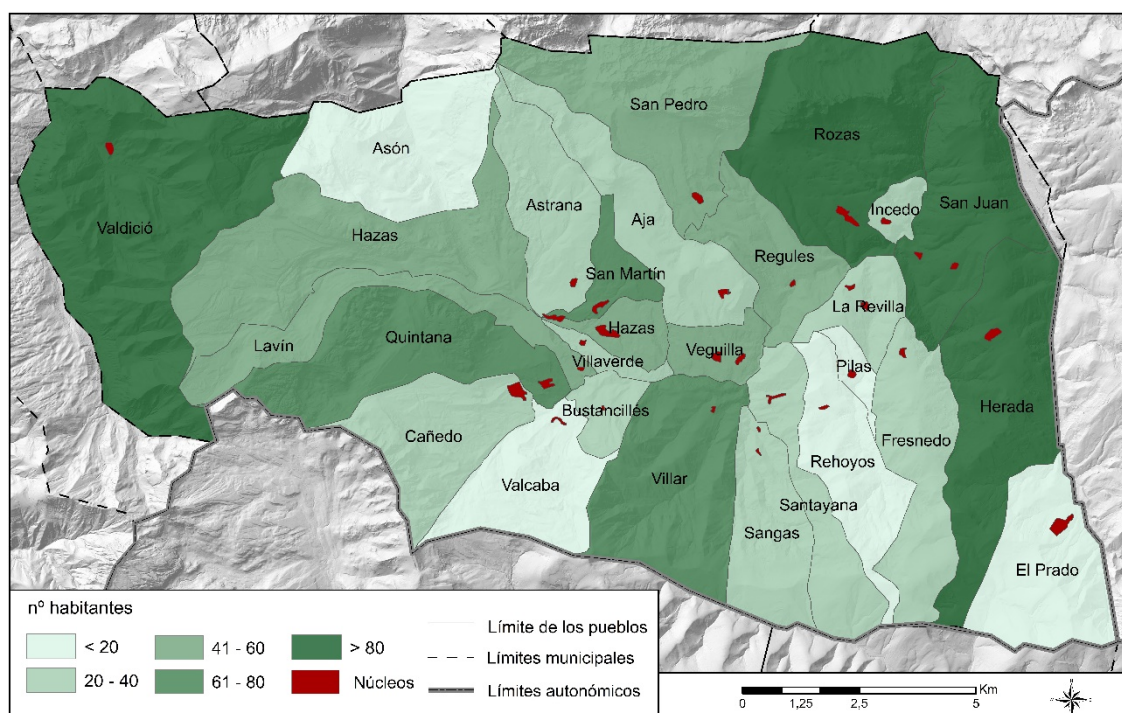 San Pedro
Rozas
Asón
Astrana
Aja
Incedo
San Juan
Valdició
Hazas
Regules
San Martín
La Revilla
Lavín
Quintana
Hazas
Villaverde
Veguilla
Pilas
Herada
Cañedo
Bustancilles
Fresnedo
Valcaba
Villar
Rehoyos
Santayana
Sangas
El Prado
nº habitantes
< 20
41 - 60
> 80
20 - 40
61 - 80
Núcleos
Límite de los pueblos
Límites municipales
Límites autonómicos
Km
0 1,25 2,5 5